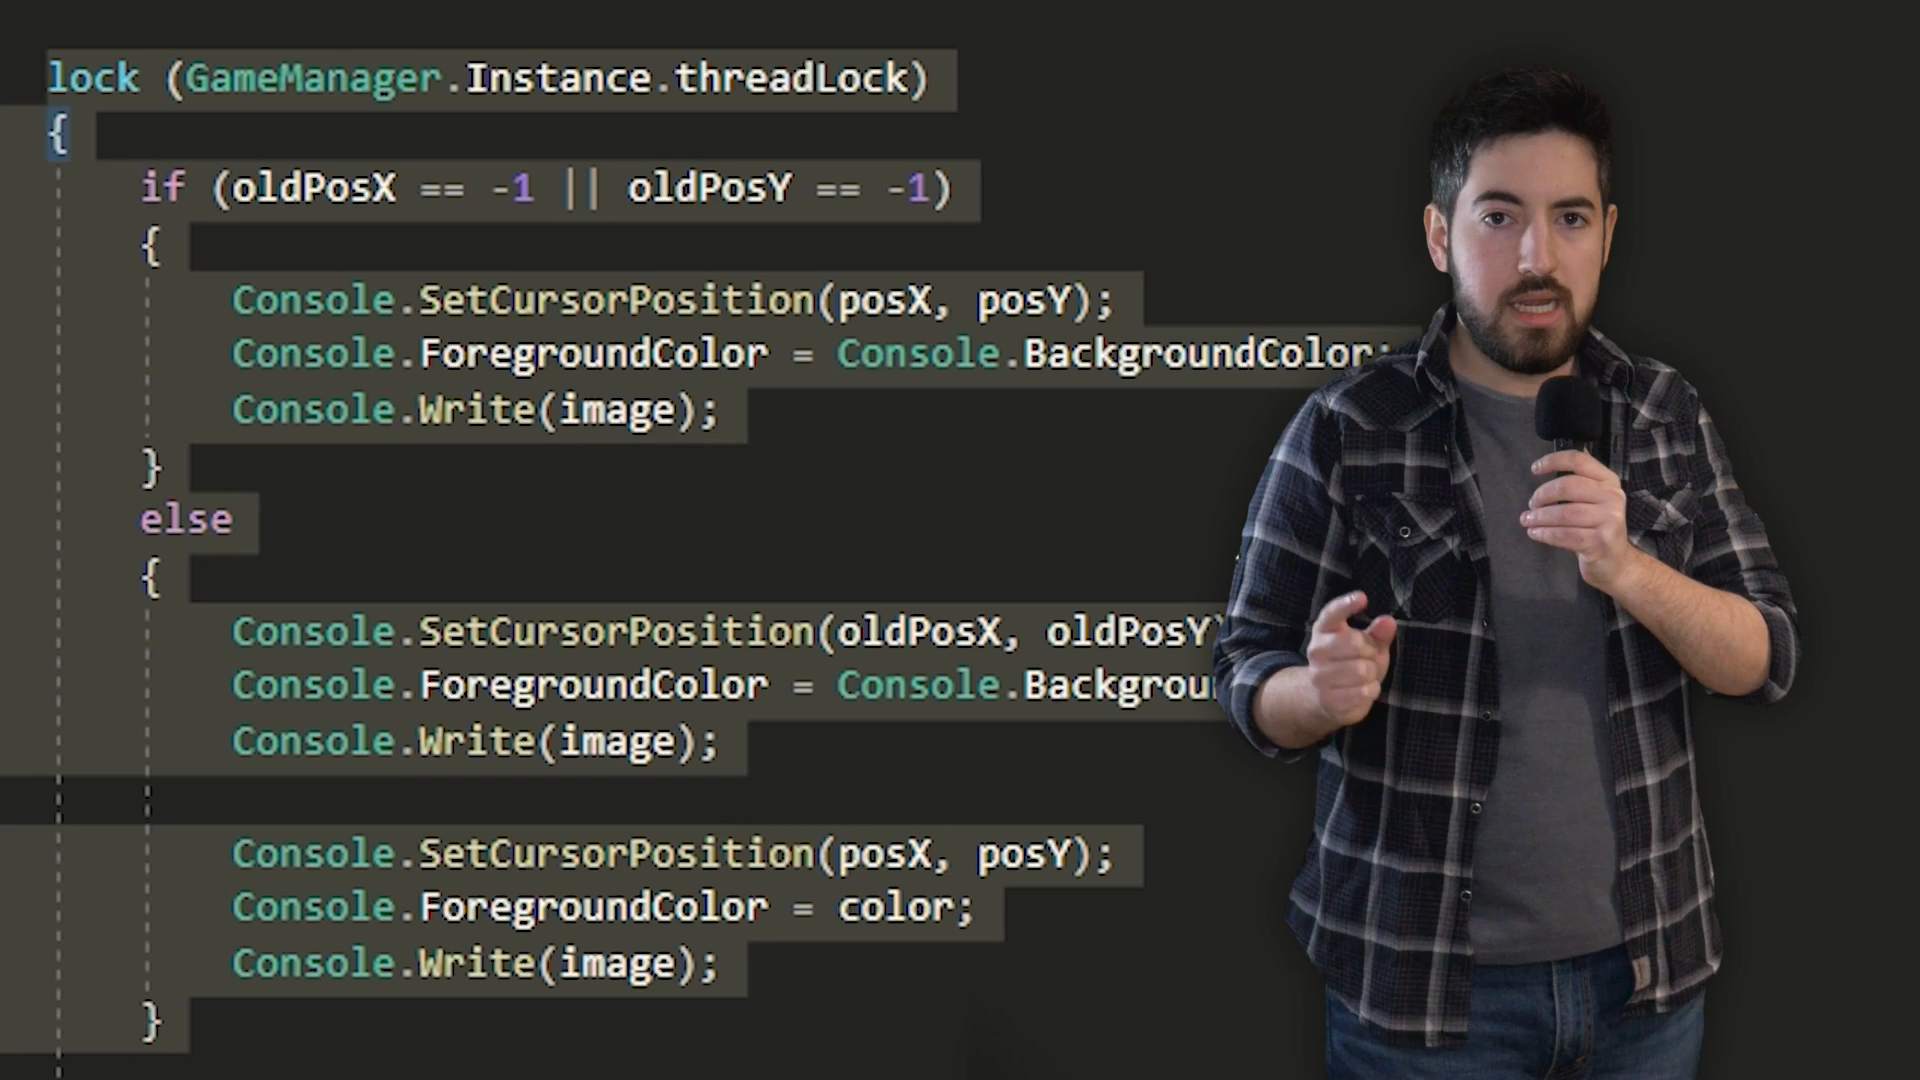 lock (GameManager.Instance.threadLock)
{
if (oldPosX == -1 || oldPosY == -1)
{
Console.SetCursorPosition(posX, posY);
Console.ForegroundColor = Console.BackgroundColor;
Console.Write(image);
}
else
{
Console.SetCursorPosition(oldPosX, oldPosY)
Console.ForegroundColor = Console.Backgroun
Console.Write(image);
Console.SetCursorPosition(posX, posY);
Console.ForegroundColor = color;
Console.Write(image);
}